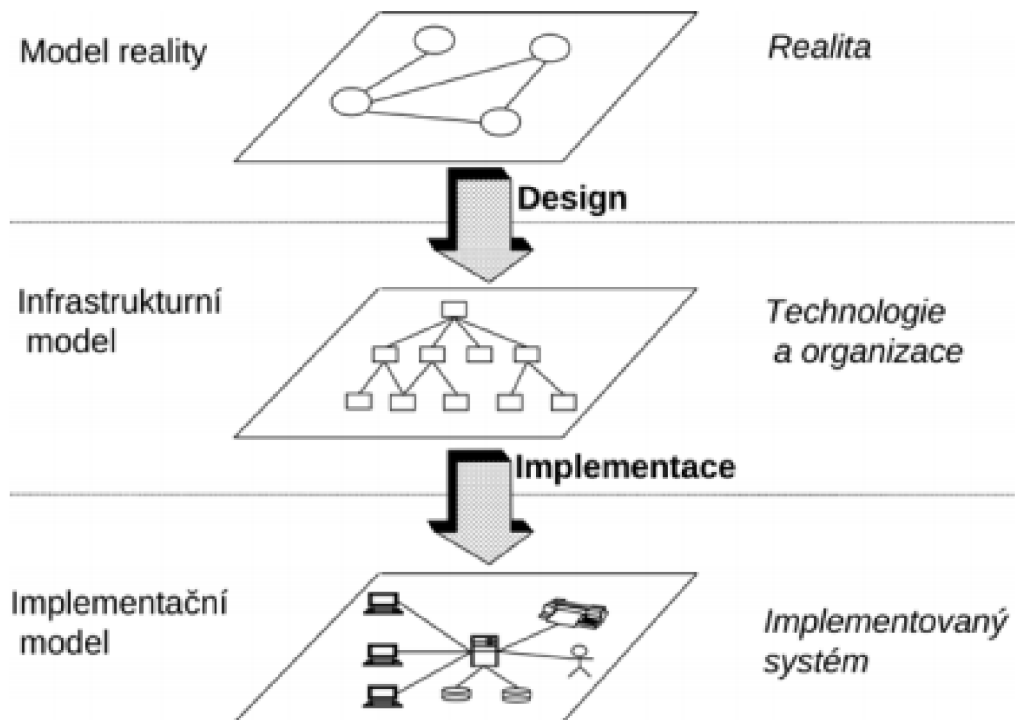 Model reality
Realita
Design
Infrastrukturní
model
Technologie
a organizace
Implementace
Implementační
model
Implementovaný
systém